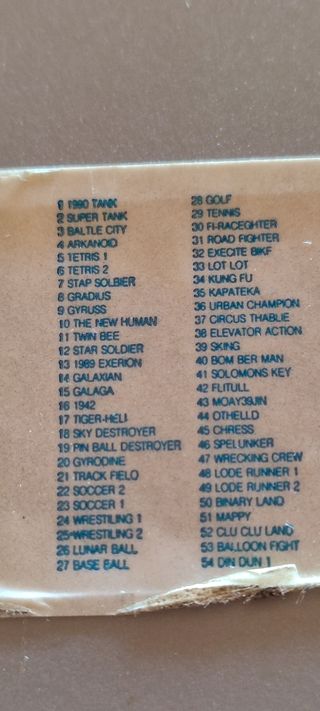 1 1990 TANK
2 SUPER TANK
3 BALTLE CITY
4 ARKANOID
5 TETRIS 1
6 TETRIS 2
7 STAP SOLBIER
8 GRADIUS
9 GYRUSS
10 THE NEW HUMAN
11 TWIN BEE
12 STAR SOLDIER
13 1989 EXERION
14 GALAXIAN
15 GALAGA
16 1942
17 TIGER-HELI
18 SKY DESTROYER
19 PIN BALL DESTROYER
20 GYRODINE
21 TRACK FIELO
22 SOCCER 2
23 SOCCER 1
24 WRESTILING 1
25 WRESTILING 2
26 LUNAR BALL
27 BASE BALL
28 GOLF
29 TENNIS
30 FI-RACEGHTER
31 ROAD FIGHTER
32 EXECITE BIKF
33 LOT LOT
34 KUNG FU
35 KAPATEKA
36 URBAN CHAMPION
37 CIRCUS THABLIE
38 ELEVATOR ACTION
39 SKING
40 BOM BER MAN
41 SOLOMONS KEY
42 FLITULL
43 MOAY39JIN
44 OTHELLD
45 CHRESS
46 SPELUNKER
47 WRECKING CREW
48 LODE RUNNER 1
49 LODE RUNNER 2
50 BINARY LAND
51 MAPPY
52 CLU CLU LAND
53 BALLOON FIGHT
54 DIN DUN 1